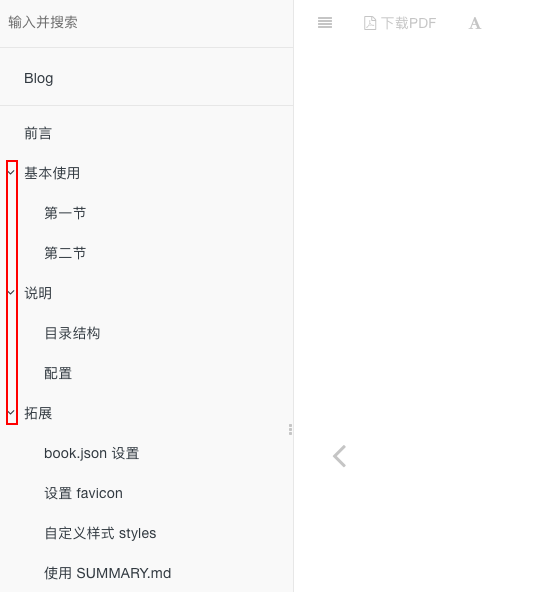 输入并搜索
下载PDF
A
Blog
前言
基本使用
第一节
第二节
说明
目录结构
配置
拓展
book.json 设置
设置 favicon
自定义样式 styles
使用 SUMMARY.md